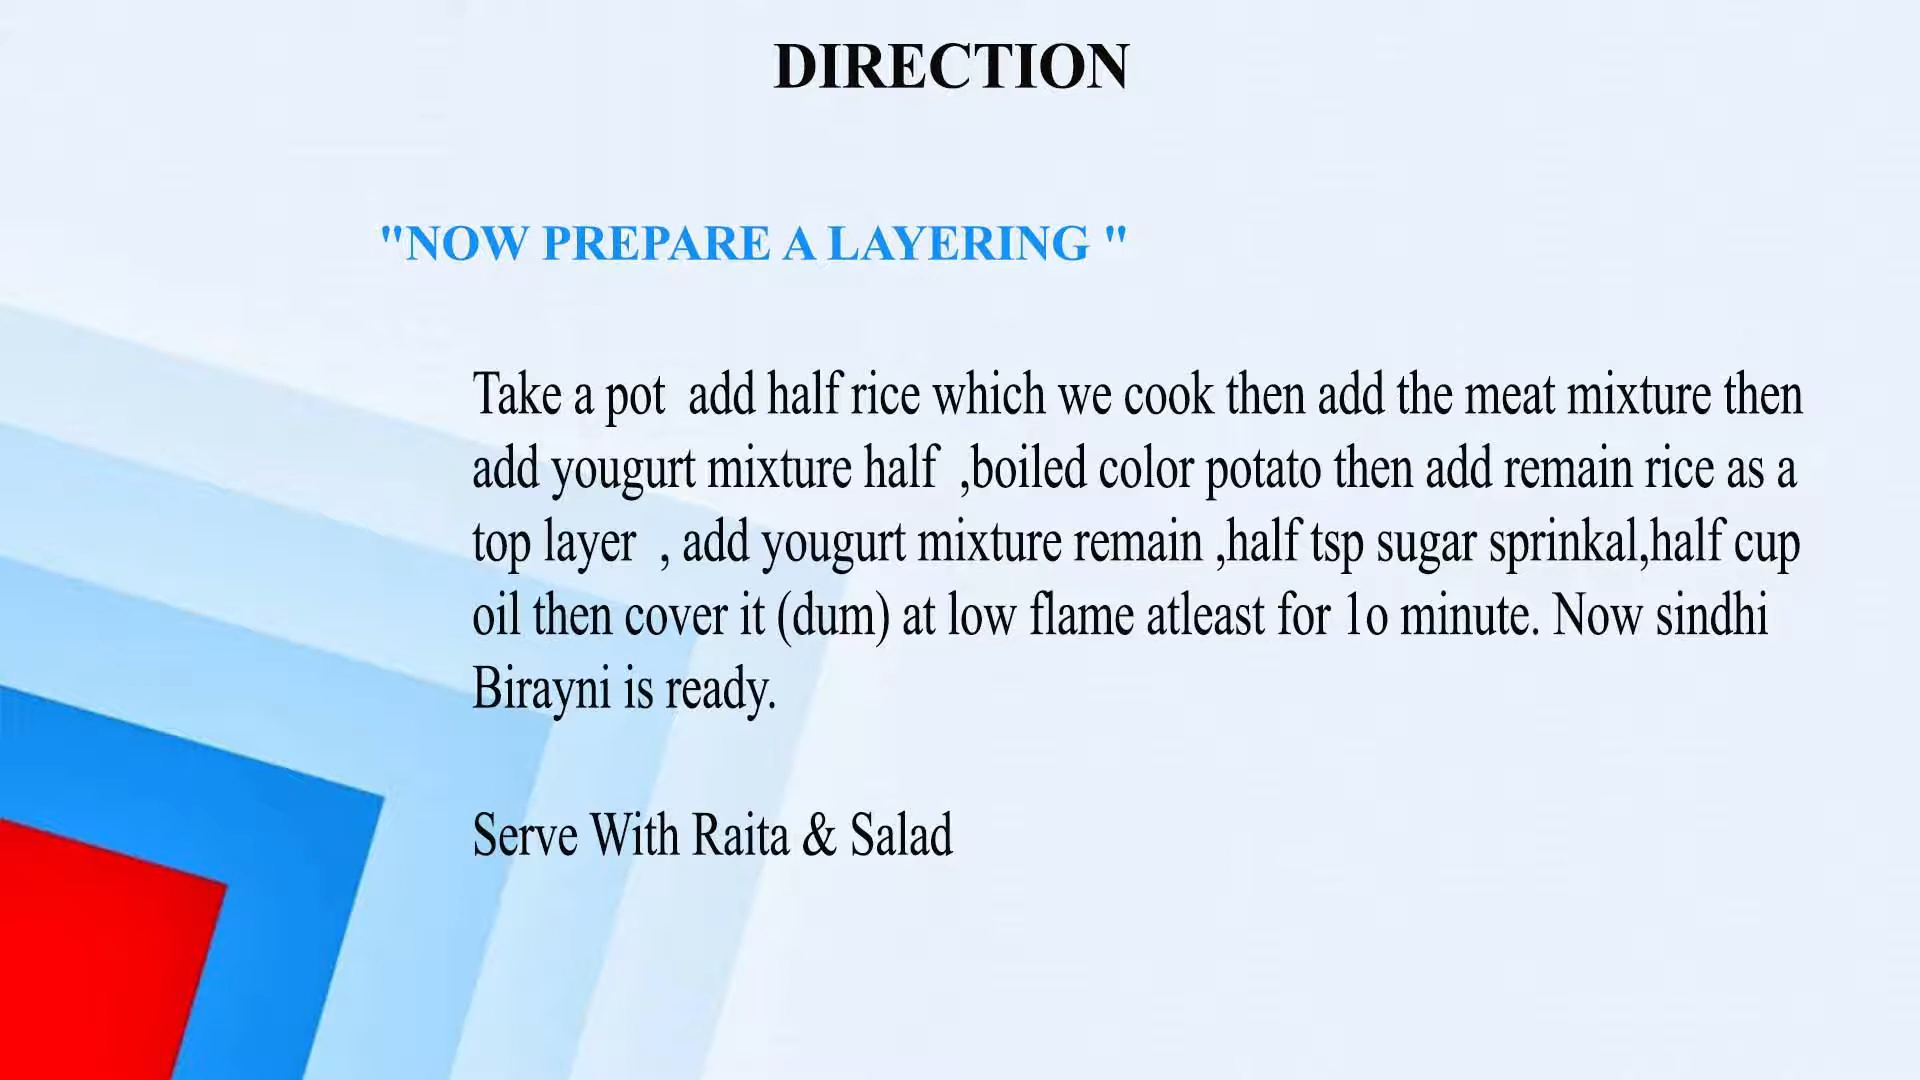 DIRECTION
"NOW PREPARE A LAYERING "
Take a pot  add half rice which we cook then add the meat mixture then
add yougurt mixture half  ,boiled color potato then add remain rice as a
top layer  , add yougurt mixture remain ,half tsp sugar sprinkal,half cup
oil then cover it (dum) at low flame atleast for 1o minute. Now sindhi
Birayni is ready.
Serve With Raita & Salad